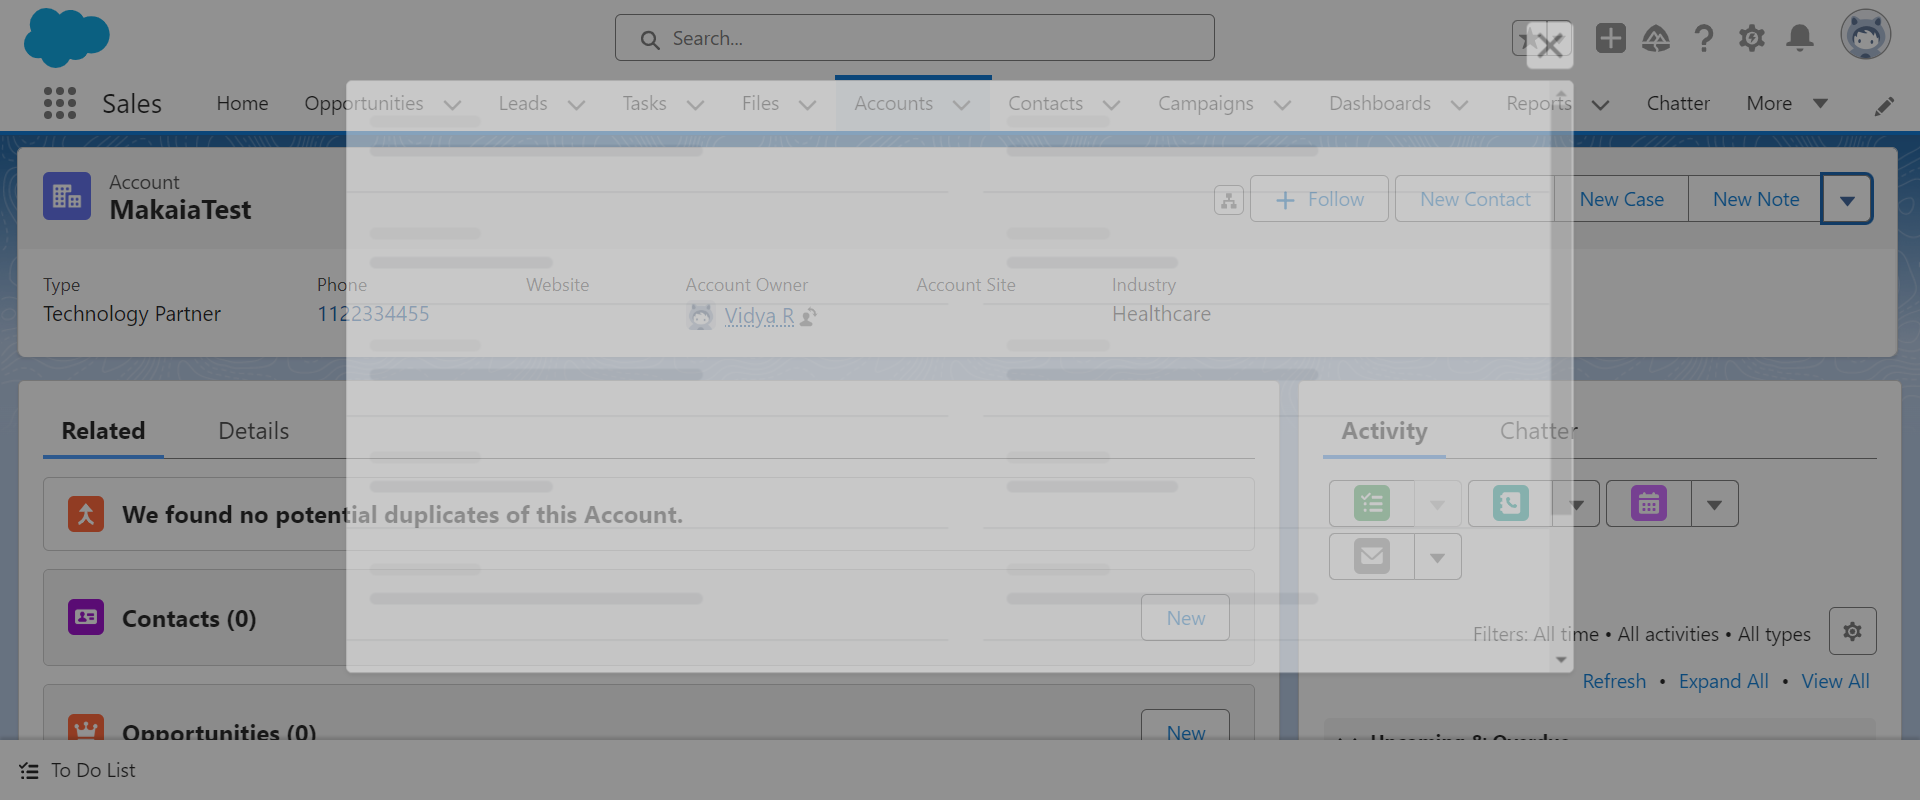 Search...
Sales
Home
Opportunities
Leads
Tasks
Files
Accounts
Contacts
Campaigns
Dashboards
Reports
Chatter
More
Account
MakaiaTest
Follow
New Contact
New Case
New Note
Type
Phone
Website
Account Owner
Account Site
Industry
Technology Partner
1122334455
Vidya R
Healthcare
Related
Details
We found no potential duplicates of this Account.
Contacts (0)
New
Opportunities (0)
New
Activity
Chatter
Filters: All time • All activities • All types
Refresh • Expand All • View All
Upcoming & Overdue
To Do List